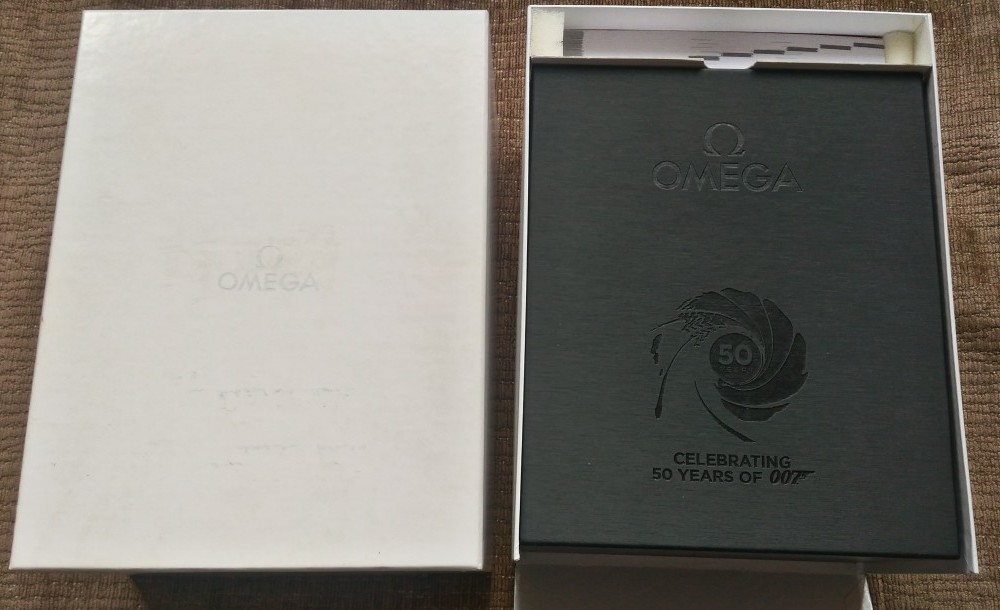 Ω
OMEGA
Ω
OMEGA
50
CELEBRATING
50 YEARS OF 007